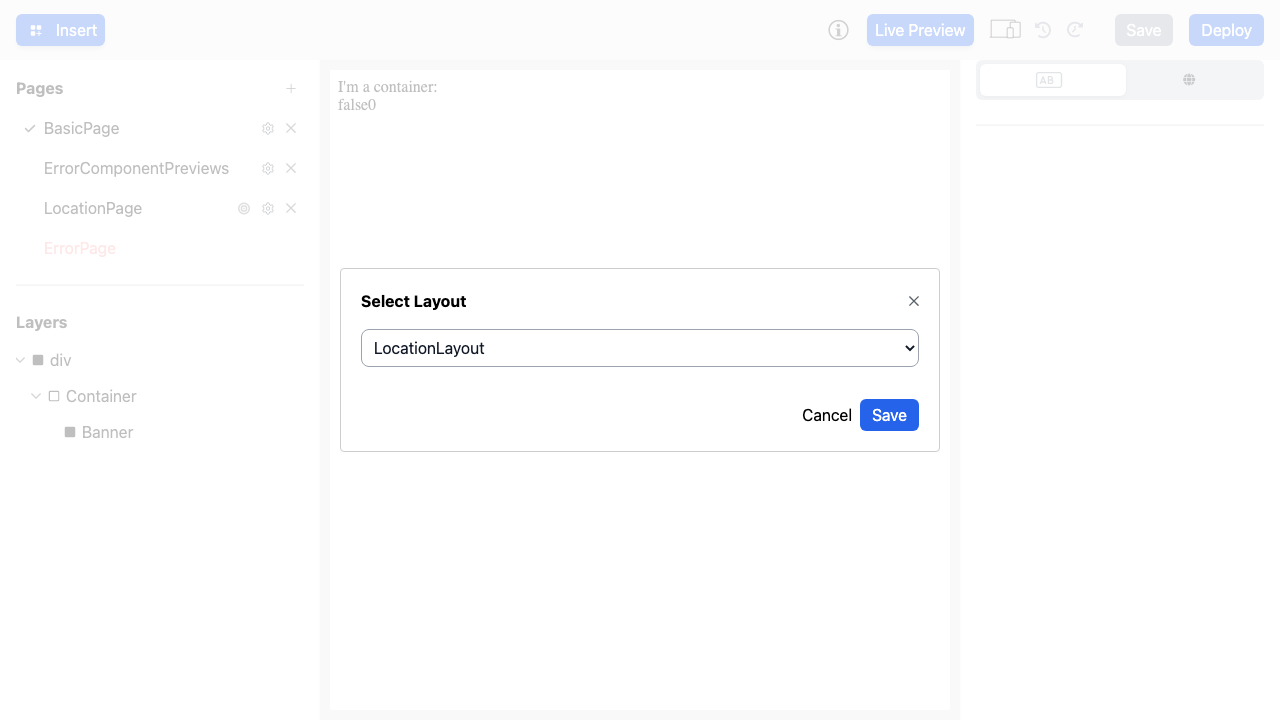 Insert
Live Preview
Save
Deploy
Pages
BasicPage
ErrorComponentPreviews
LocationPage
ErrorPage
Layers
div
Container
Banner
I'm a container:
false0
AB
Select Layout
LocationLayout
Cancel
Save